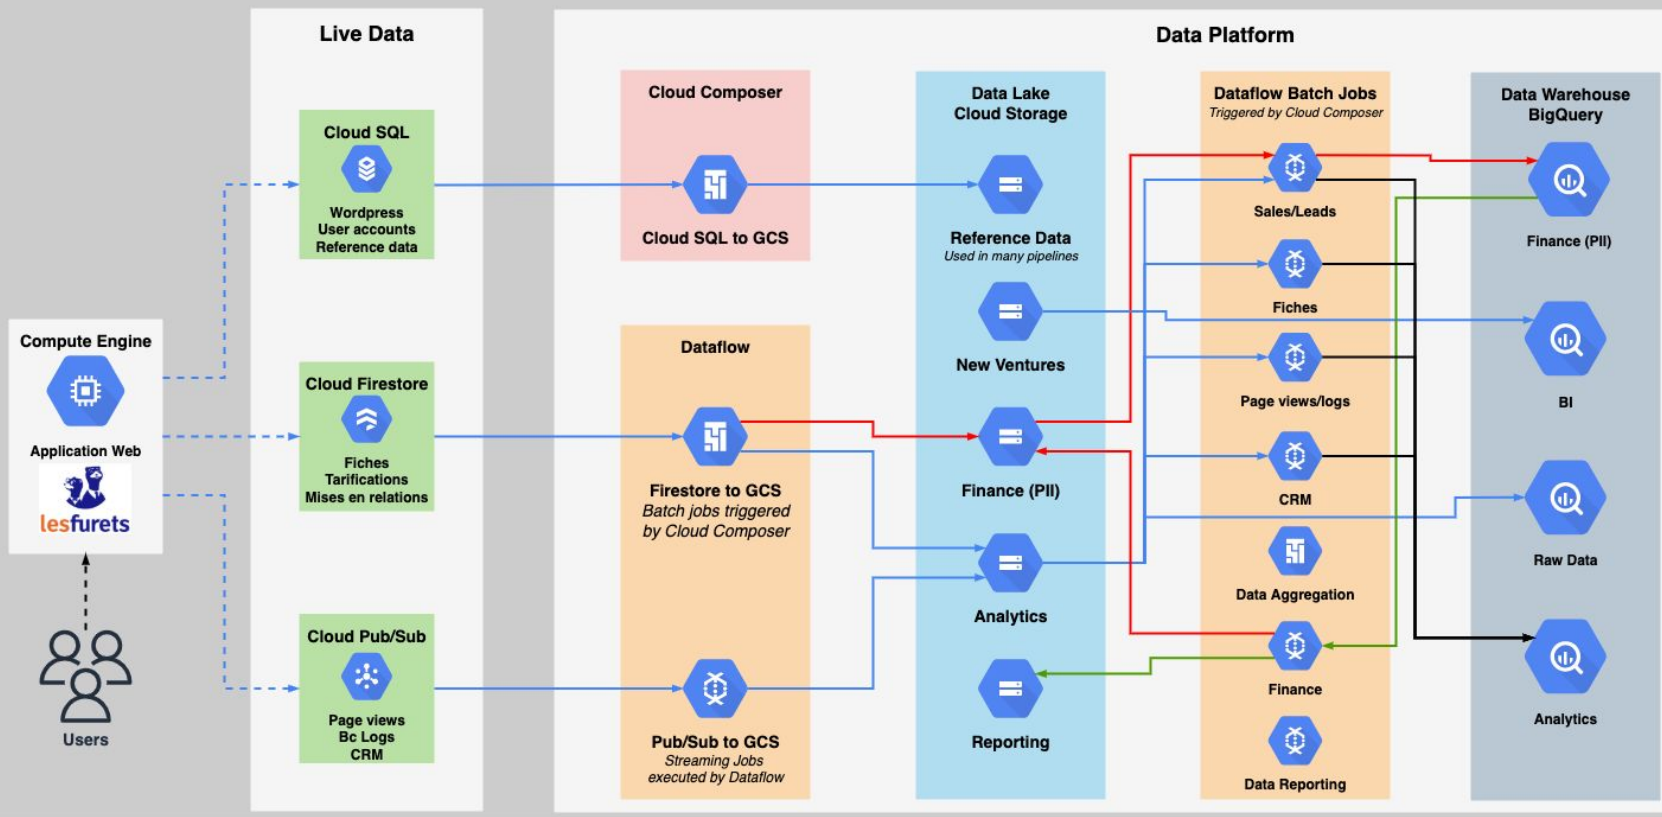 Live Data
Data Platform
Compute Engine
Application Web
lesfurets
Users
Cloud SQL
Wordpress
User accounts
Reference data
Cloud Firestore
Fiches
Tarifications
Mises en relations
Cloud Pub/Sub
Page views
Bc Logs
CRM
Cloud Composer
Cloud SQL to GCS
Dataflow
Firestore to GCS
Batch jobs triggered
by Cloud Composer
Pub/Sub to GCS
Streaming Jobs
executed by Dataflow
Data Lake
Cloud Storage
Reference Data
Used in many pipelines
New Ventures
Finance (PII)
Analytics
Reporting
Dataflow Batch Jobs
Triggered by Cloud Composer
Sales/Leads
Fiches
Page views/logs
CRM
Data Aggregation
Finance
Data Reporting
Data Warehouse
BigQuery
Finance (PII)
BI
Raw Data
Analytics